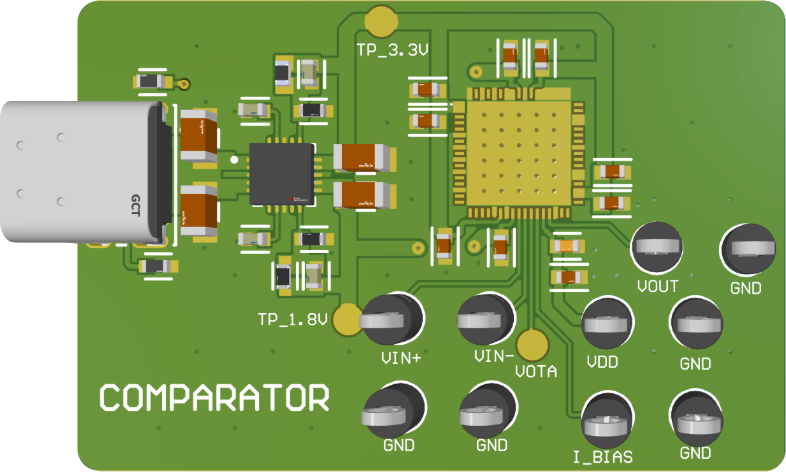 TP_3.3V
GCT
VOUT
GND
TP_1.8V
VIN+
VIN-
VOTA
VDD
GND
COMPARATOR
GND
GND
I_BIAS
GND